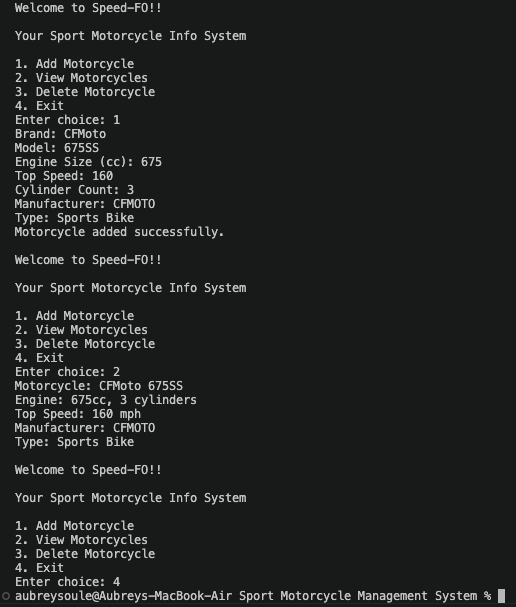 Welcome to Speed-FO!!
Your Sport Motorcycle Info System
1. Add Motorcycle
2. View Motorcycles
3. Delete Motorcycle
4. Exit
Enter choice: 1
Brand: CFMoto
Model: 675SS
Engine Size (cc): 675
Top Speed: 160
Cylinder Count: 3
Manufacturer: CFMOTO
Type: Sports Bike
Motorcycle added successfully.
Welcome to Speed-FO!!
Your Sport Motorcycle Info System
1. Add Motorcycle
2. View Motorcycles
3. Delete Motorcycle
4. Exit
Enter choice: 2
Motorcycle: CFMoto 675SS
Engine: 675cc, 3 cylinders
Top Speed: 160 mph
Manufacturer: CFMOTO
Type: Sports Bike
Welcome to Speed-FO!!
Your Sport Motorcycle Info System
1. Add Motorcycle
2. View Motorcycles
3. Delete Motorcycle
4. Exit
Enter choice: 4
aubreysoule@Aubreys-MacBook-Air Sport Motorcycle Management System %